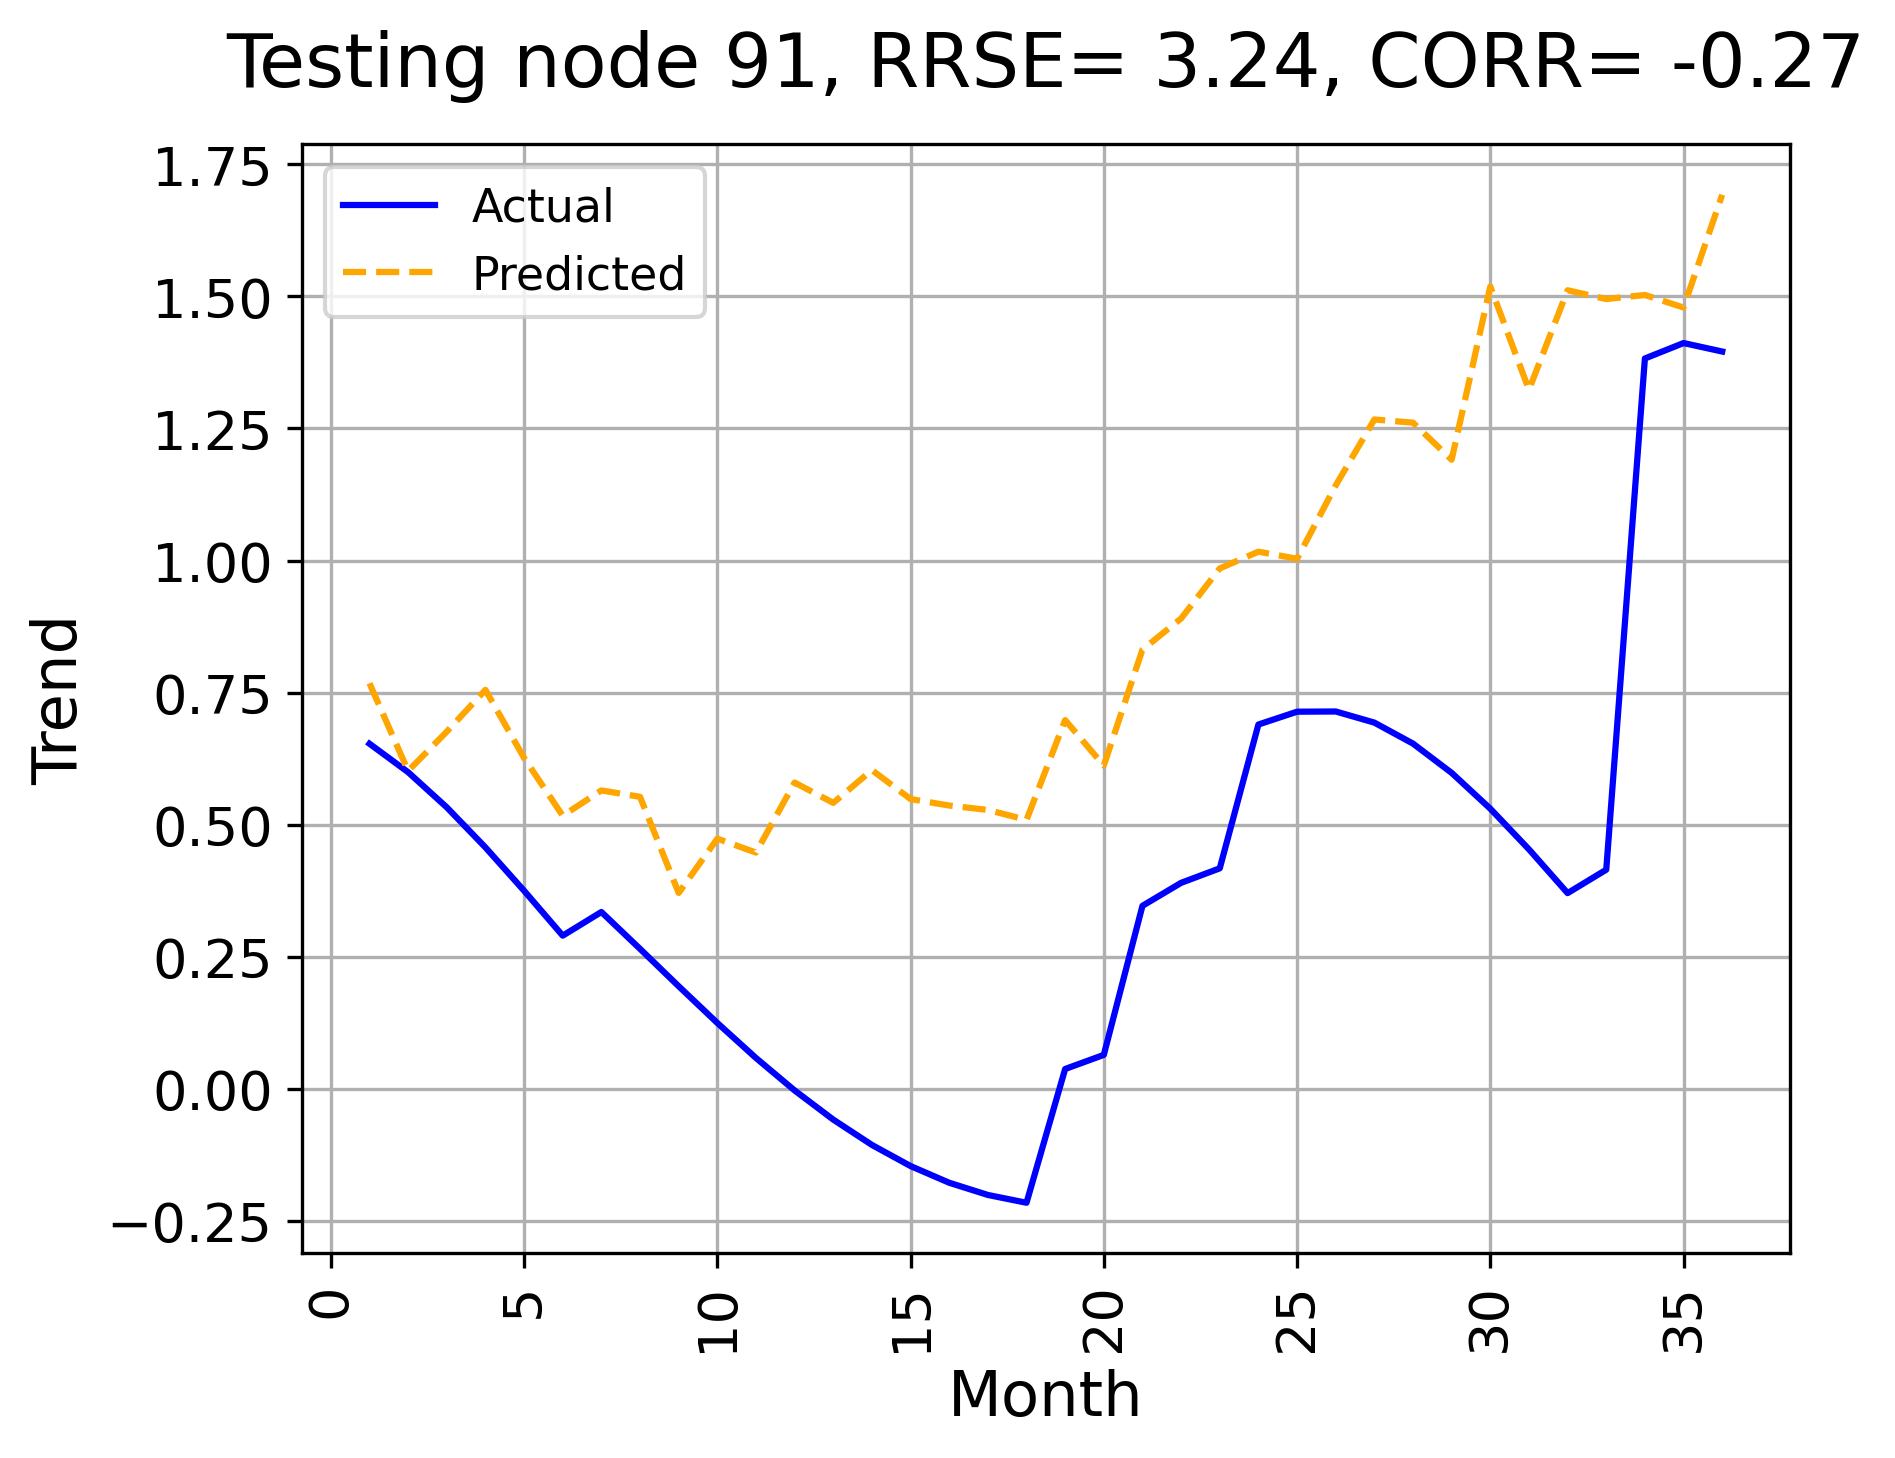 Testing node 91, RRSE= 3.24, CORR= -0.27
Actual
Predicted
1.75
1.50
1.25
1.00
0.75
0.50
0.25
0.00
−0.25
Trend
0 5 10 15 20 25 30 35
Month